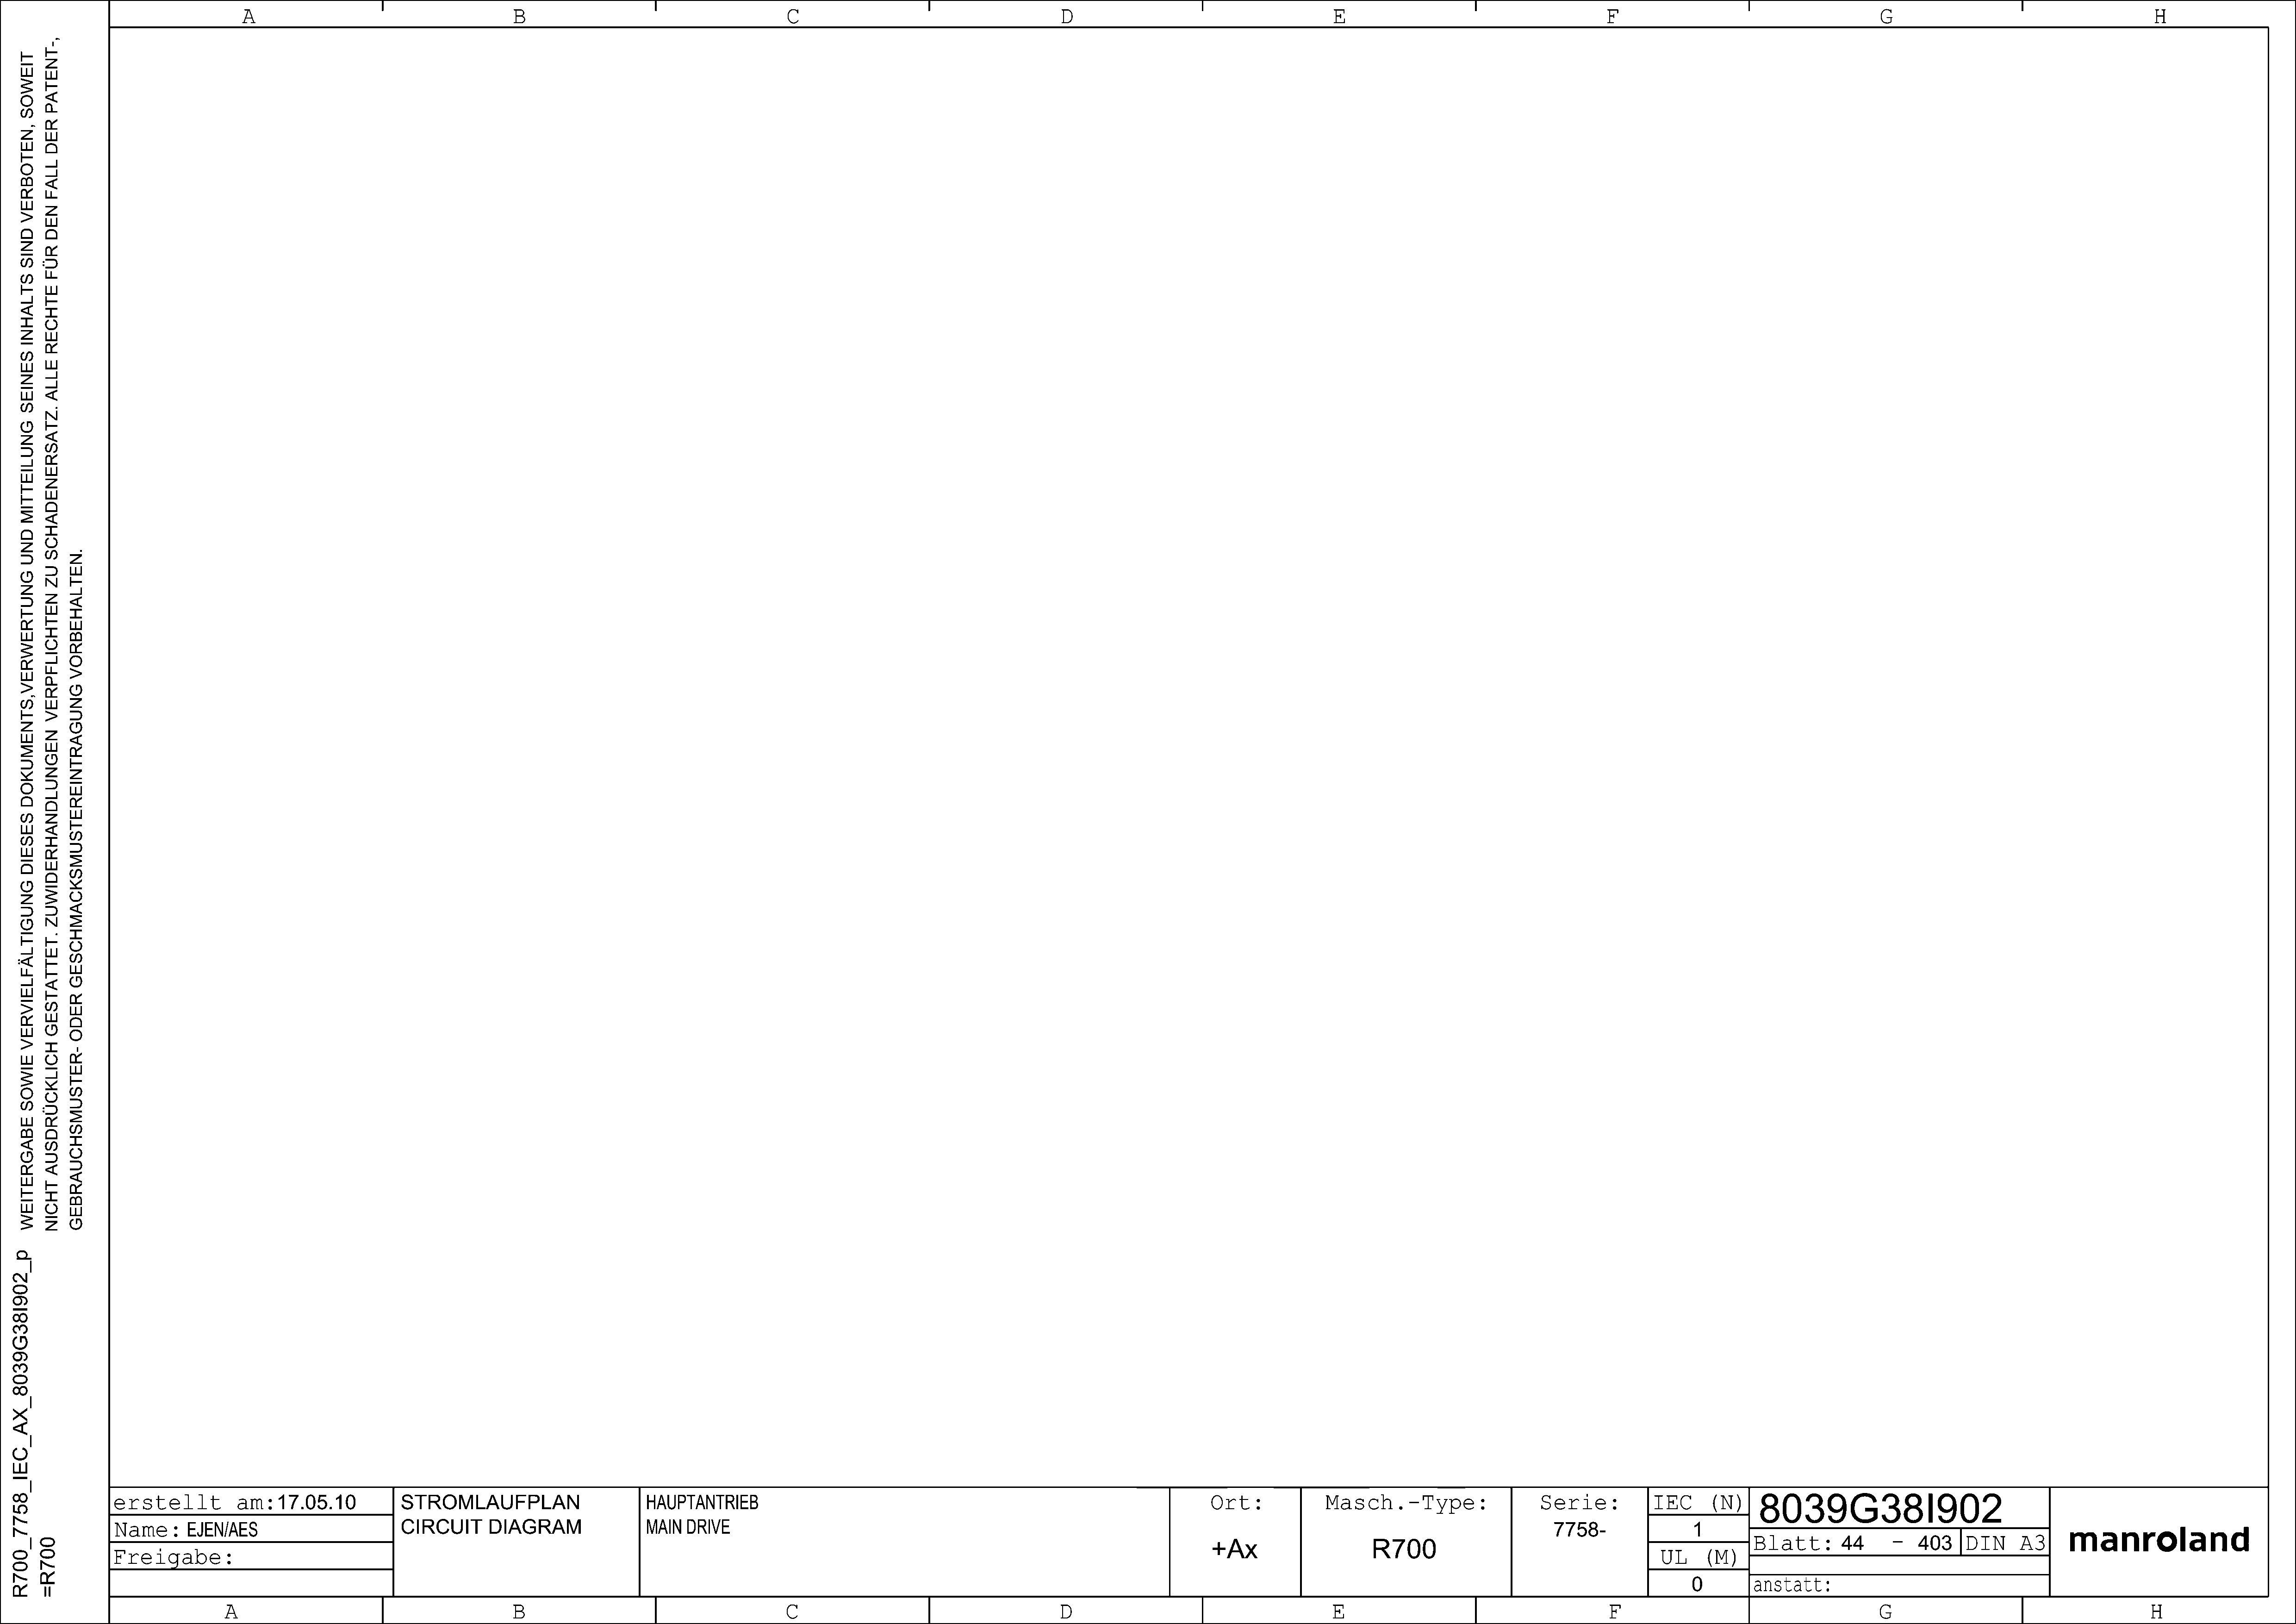 A B C D E F G H
WEITERGABE SOWIE VERVIELFÄLTIGUNG DIESES DOKUMENTS,VERWERTUNG UND MITTEILUNG SEINES INHALTS SIND VERBOTEN, SOWEIT
NICHT AUSDRÜCKLICH GESTATTET. ZUWIDERHANDLUNGEN VERPFLICHTEN ZU SCHADENERSATZ. ALLE RECHTE FÜR DEN FALL DER PATENT-,
GEBRAUCHSMUSTER- ODER GESCHMACKSMUSTEREINTRAGUNG VORBEHALTEN.
R700_7758_IEC_AX_8039G38I902_p
=R700
erstellt am:17.05.10
Name: EJEN/AES
Freigabe:
STROMLAUFPLAN
CIRCUIT DIAGRAM
HAUPTANTRIEB
MAIN DRIVE
Ort:
+Ax
Masch.-Type:
R700
Serie:
7758-
IEC (N)
1
UL (M)
0
8039G38I902
Blatt: 44 - 403 DIN A3
anstatt:
manroland
A B C D E F G H